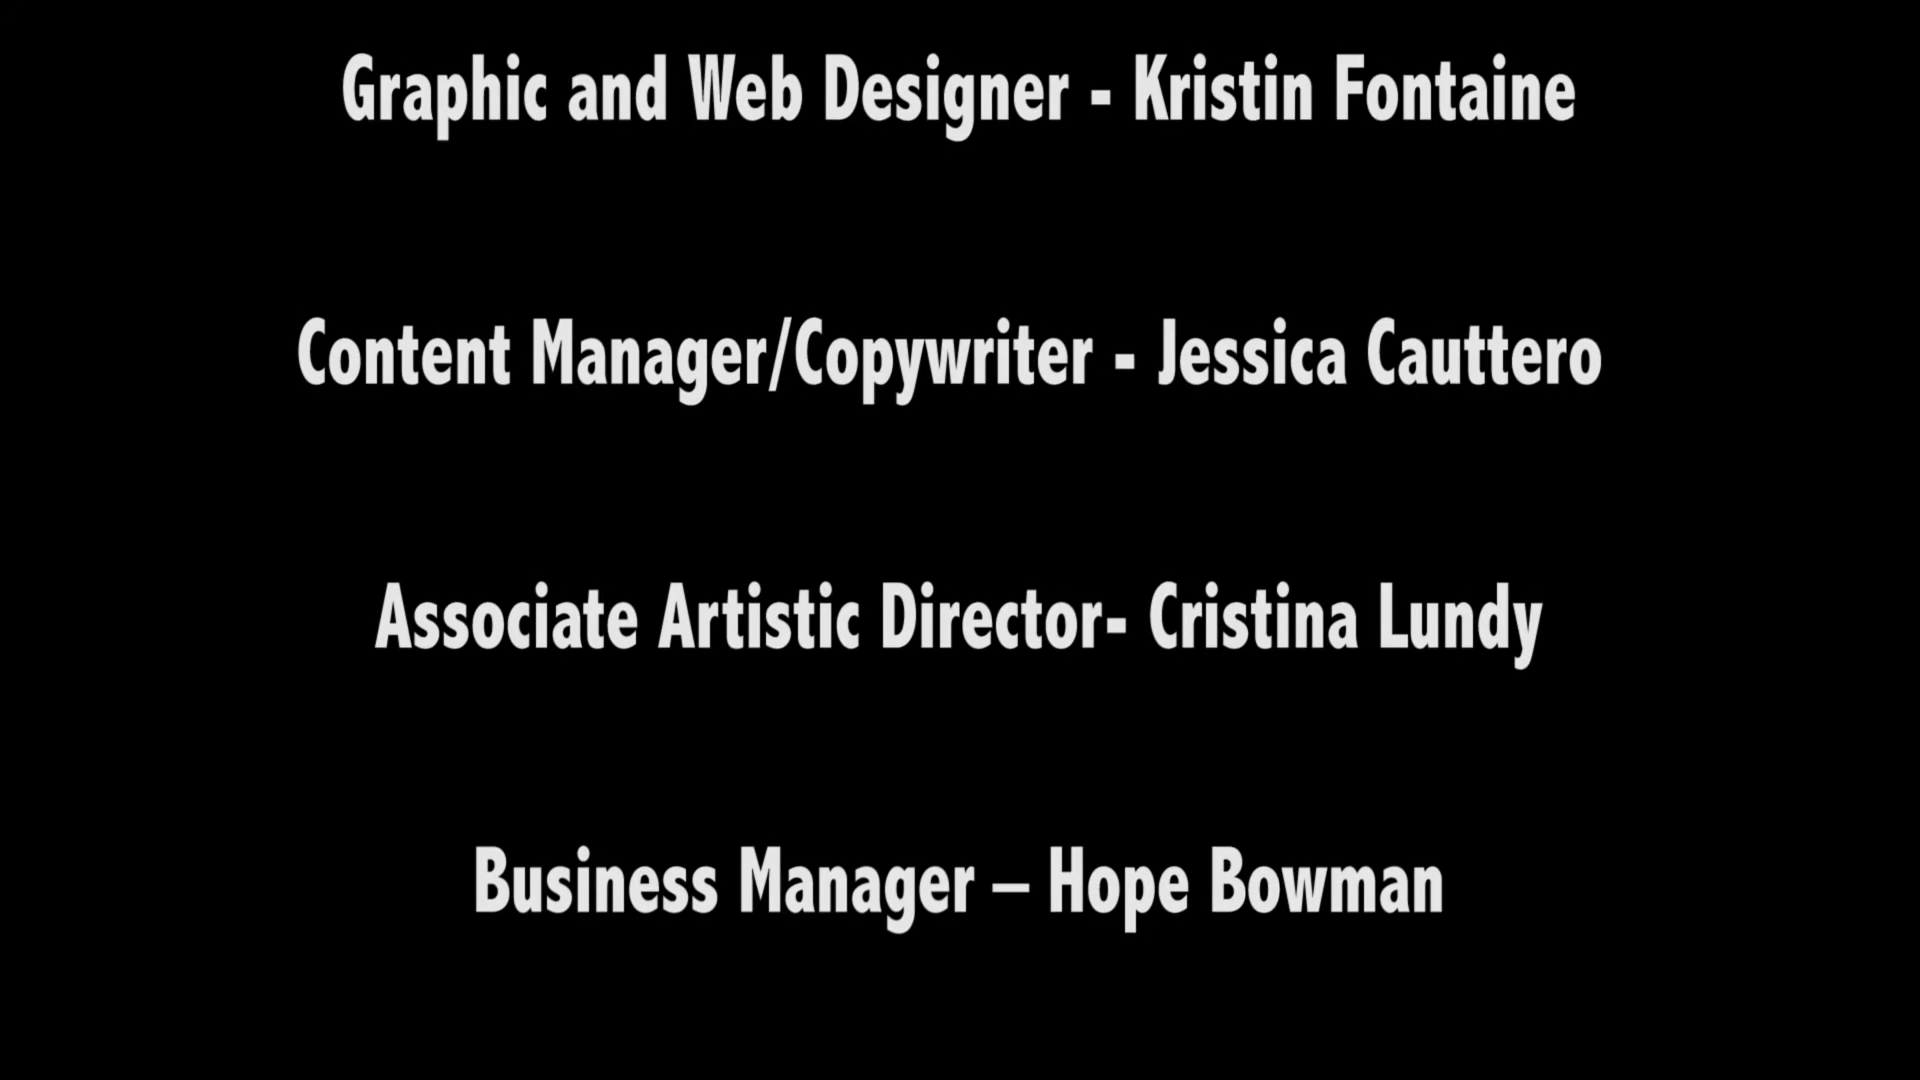 Graphic and Web Designer - Kristin Fontaine
Content Manager/Copywriter - Jessica Cauttero
Associate Artistic Director- Cristina Lundy
Business Manager – Hope Bowman